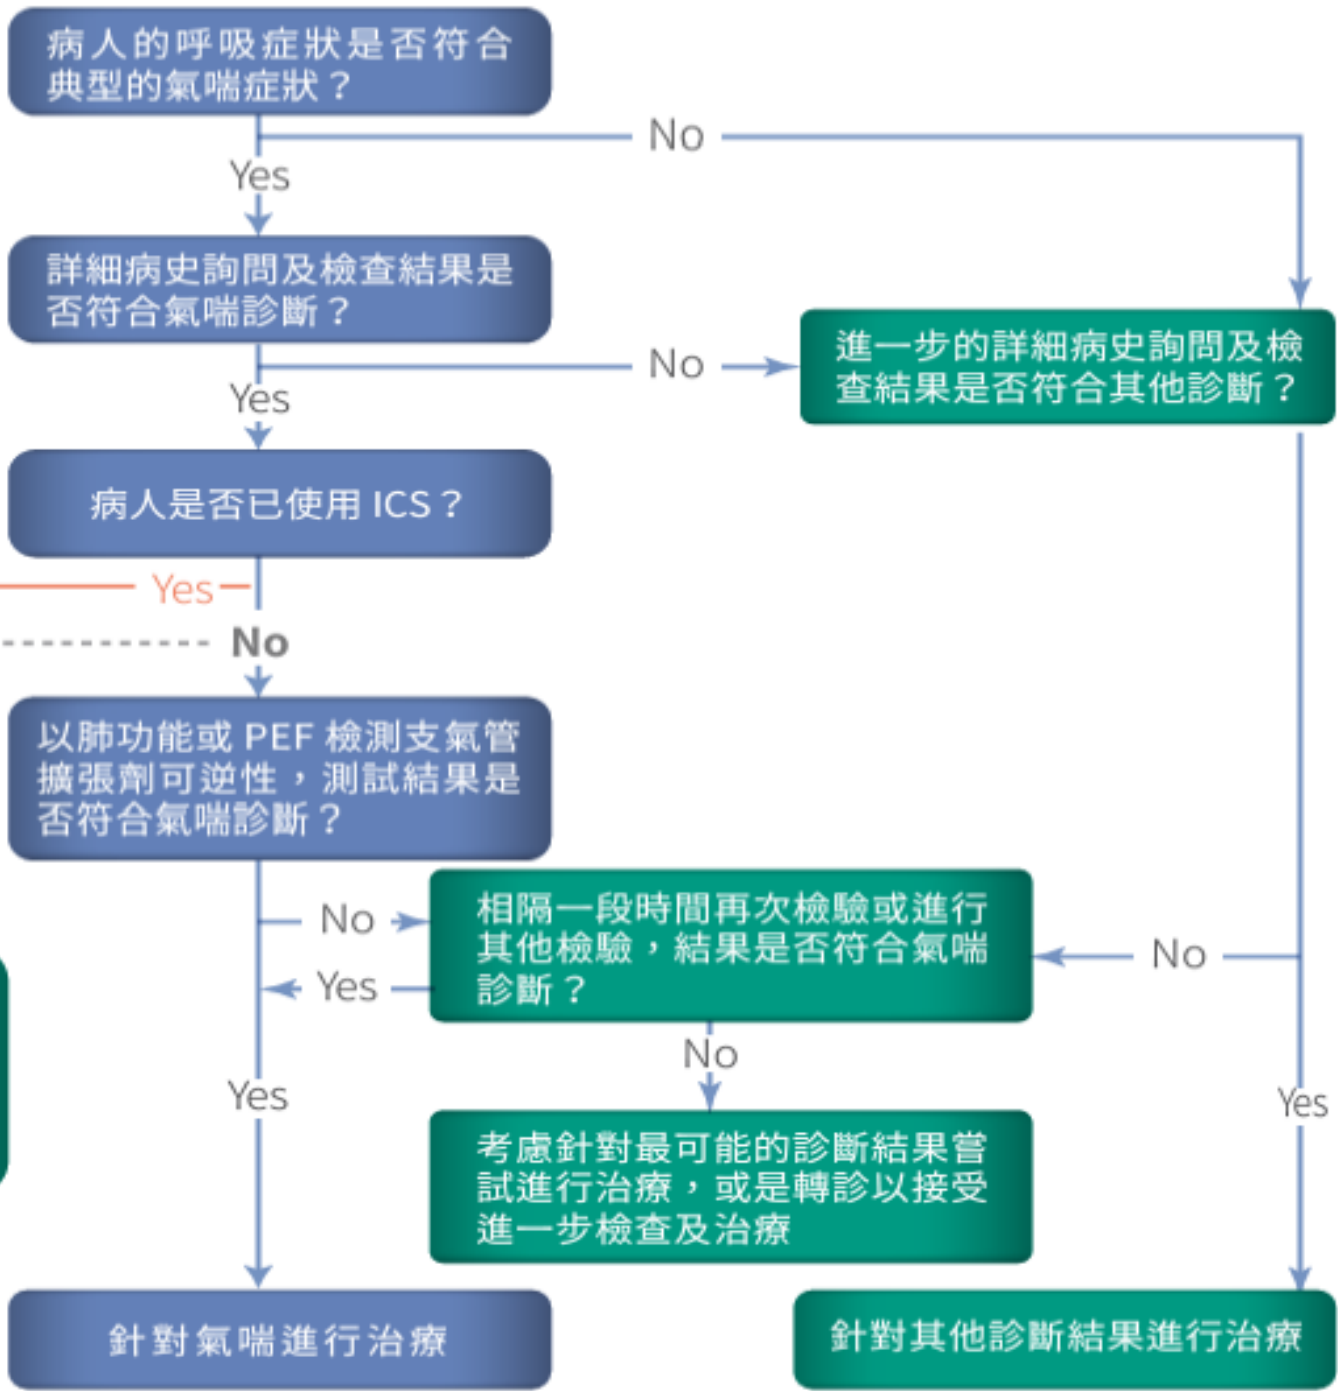 病人的呼吸症狀是否符合
典型的氣喘症狀？
No
Yes
詳細病史詢問及檢查結果是
否符合氣喘診斷？
No
進一步的詳細病史詢問及檢
查結果是否符合其他診斷？
Yes
病人是否已使用 ICS？
Yes
No
以肺功能或 PEF 檢測支氣管
擴張劑可逆性，測試結果是
否符合氣喘診斷？
No
相隔一段時間再次檢驗或進行
其他檢驗，結果是否符合氣喘
診斷？
No
Yes
No
Yes
Yes
考慮針對最可能的診斷結果嘗
試進行治療，或是轉診以接受
進一步檢查及治療
針對氣喘進行治療
針對其他診斷結果進行治療